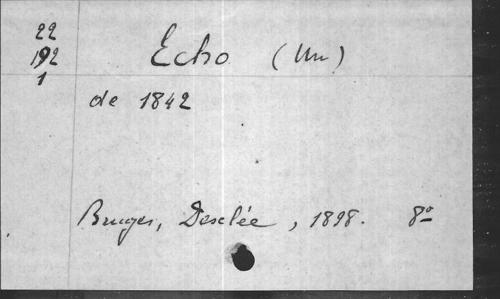 22
192
1
Echo (Un)
de 1842
Bruges, Desclée, 1898. 8º